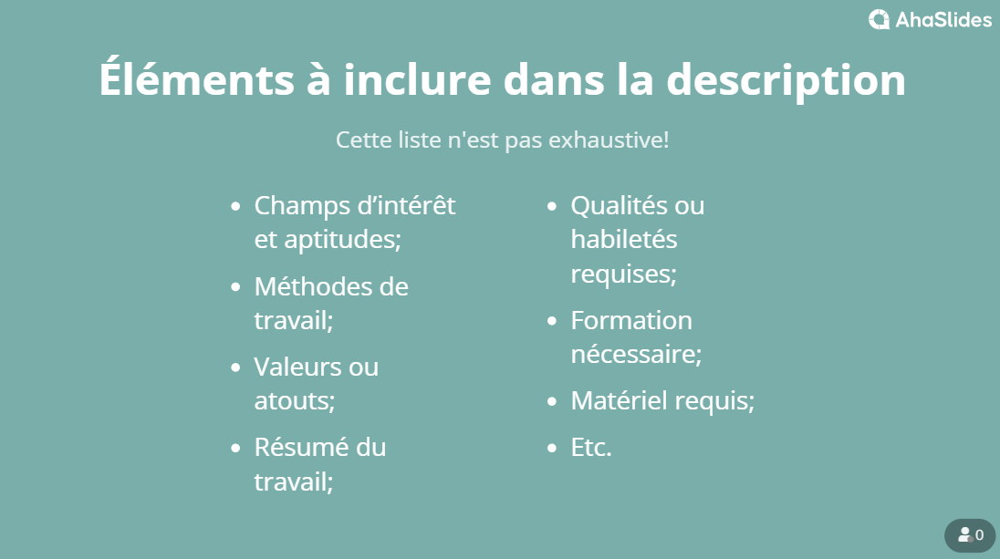 AhaSlides
Éléments à inclure dans la description
Cette liste n'est pas exhaustive!
• Champs d’intérêt
et aptitudes;
• Méthodes de
travail;
• Valeurs ou
atouts;
• Résumé du
travail;
• Qualités ou
habiletés
requises;
• Formation
nécessaire;
• Matériel requis;
• Etc.
0